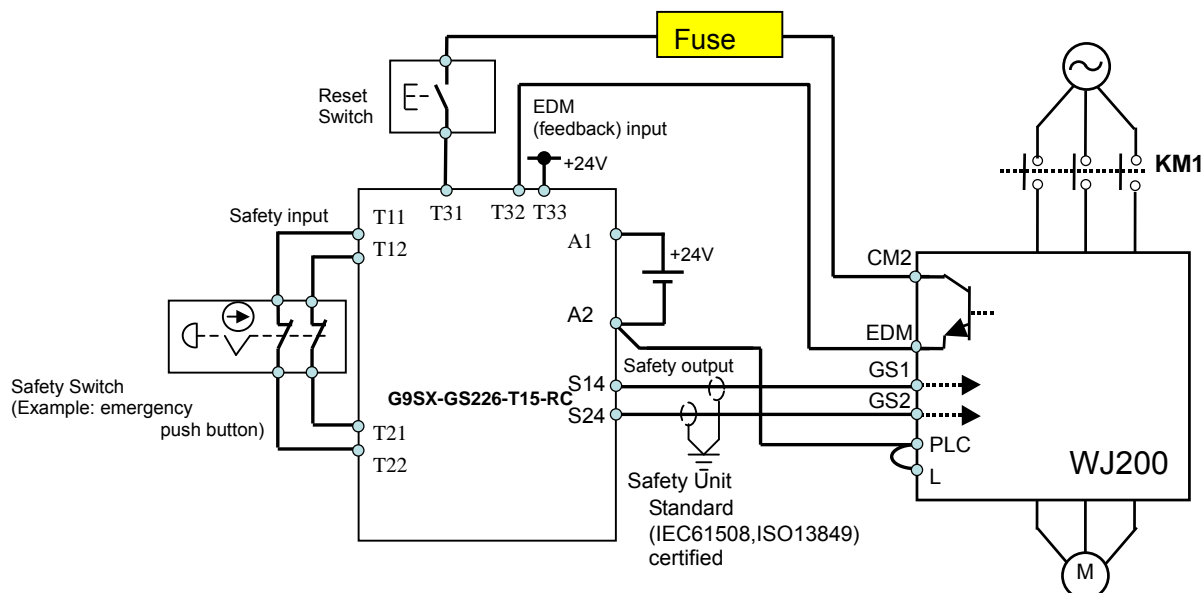 Fuse
Reset
Switch
EDM
(feedback) input
+24V
KM1
T31
T32
T33
Safety input
T11
T12
A1
+24V
A2
CM2
EDM
Safety output
GS1
GS2
S14
S24
G9SX-GS226-T15-RC
Safety Switch
(Example: emergency
push button)
T21
T22
PLC
L
WJ200
Safety Unit
Standard
(IEC61508,ISO13849)
certified
M